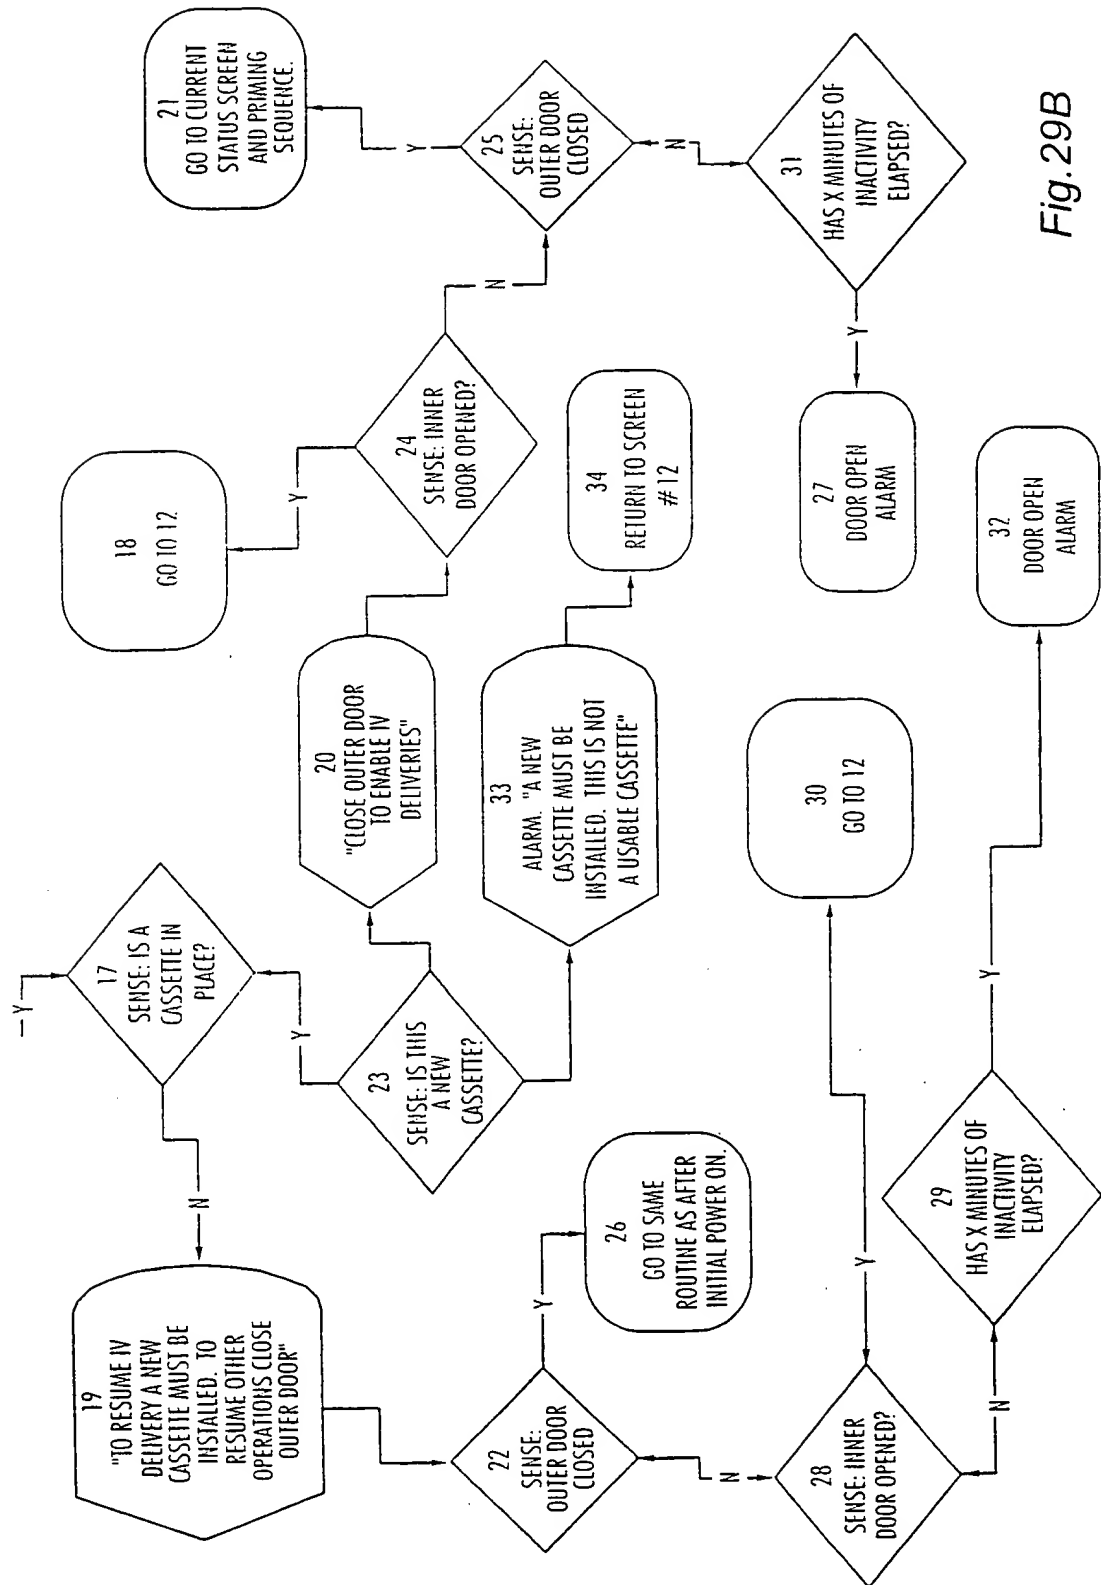 – Y –
17
SENSE: IS A
CASSETTE IN
PLACE?
N
Y
19
"TO RESUME IV
DELIVERY A NEW
CASSETTE MUST BE
INSTALLED. TO
RESUME OTHER
OPERATIONS CLOSE
OUTER DOOR"
23
SENSE: IS THIS
A NEW
CASSETTE?
20
"CLOSE OUTER DOOR
TO ENABLE IV
DELIVERIES"
18
GO TO 12
Y
24
SENSE: INNER
DOOR OPENED?
N
21
GO TO CURRENT
STATUS SCREEN
AND PRIMING
SEQUENCE.
Y
25
SENSE:
OUTER DOOR
CLOSED
N
31
HAS X MINUTES OF
INACTIVITY
ELAPSED?
Y
27
DOOR OPEN
ALARM
33
ALARM. "A NEW
CASSETTE MUST BE
INSTALLED. THIS IS NOT
A USABLE CASSETTE"
34
RETURN TO SCREEN
#12
22
SENSE:
OUTER DOOR
CLOSED
Y
26
GO TO SAME
ROUTINE AS AFTER
INITIAL POWER ON.
N
28
SENSE: INNER
DOOR OPENED?
Y
30
GO TO 12
N
29
HAS X MINUTES OF
INACTIVITY
ELAPSED?
Y
32
DOOR OPEN
ALARM
Fig.29B